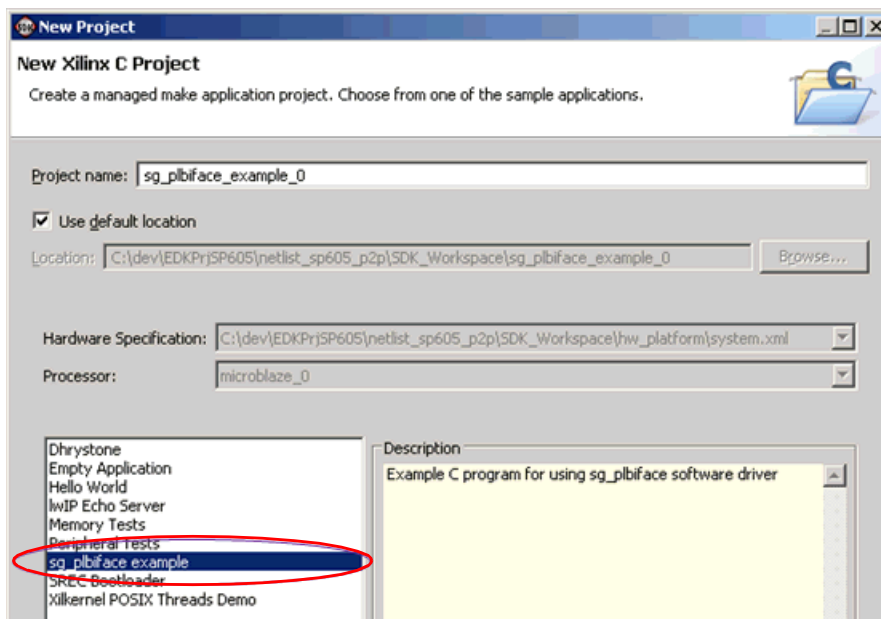 New Project
New Xilinx C Project
Create a managed make application project. Choose from one of the sample applications.
Project name: sg_plbiface_example_0
Use default location
Location: C:\dev\EDKPrjSP605\netlist_sp605_p2p\SDK_Workspace\sg_plbiface_example_0 Browse...
Hardware Specification: C:\dev\EDKPrjSP605\netlist_sp605_p2p\SDK_Workspace\hw_platform\system.xml
Processor: microblaze_0
Dhrystone
Empty Application
Hello World
lwIP Echo Server
Memory Tests
Peripheral Tests
sg_plbiface example
SREC Bootloader
Xilkernel POSIX Threads Demo
Description
Example C program for using sg_plbiface software driver